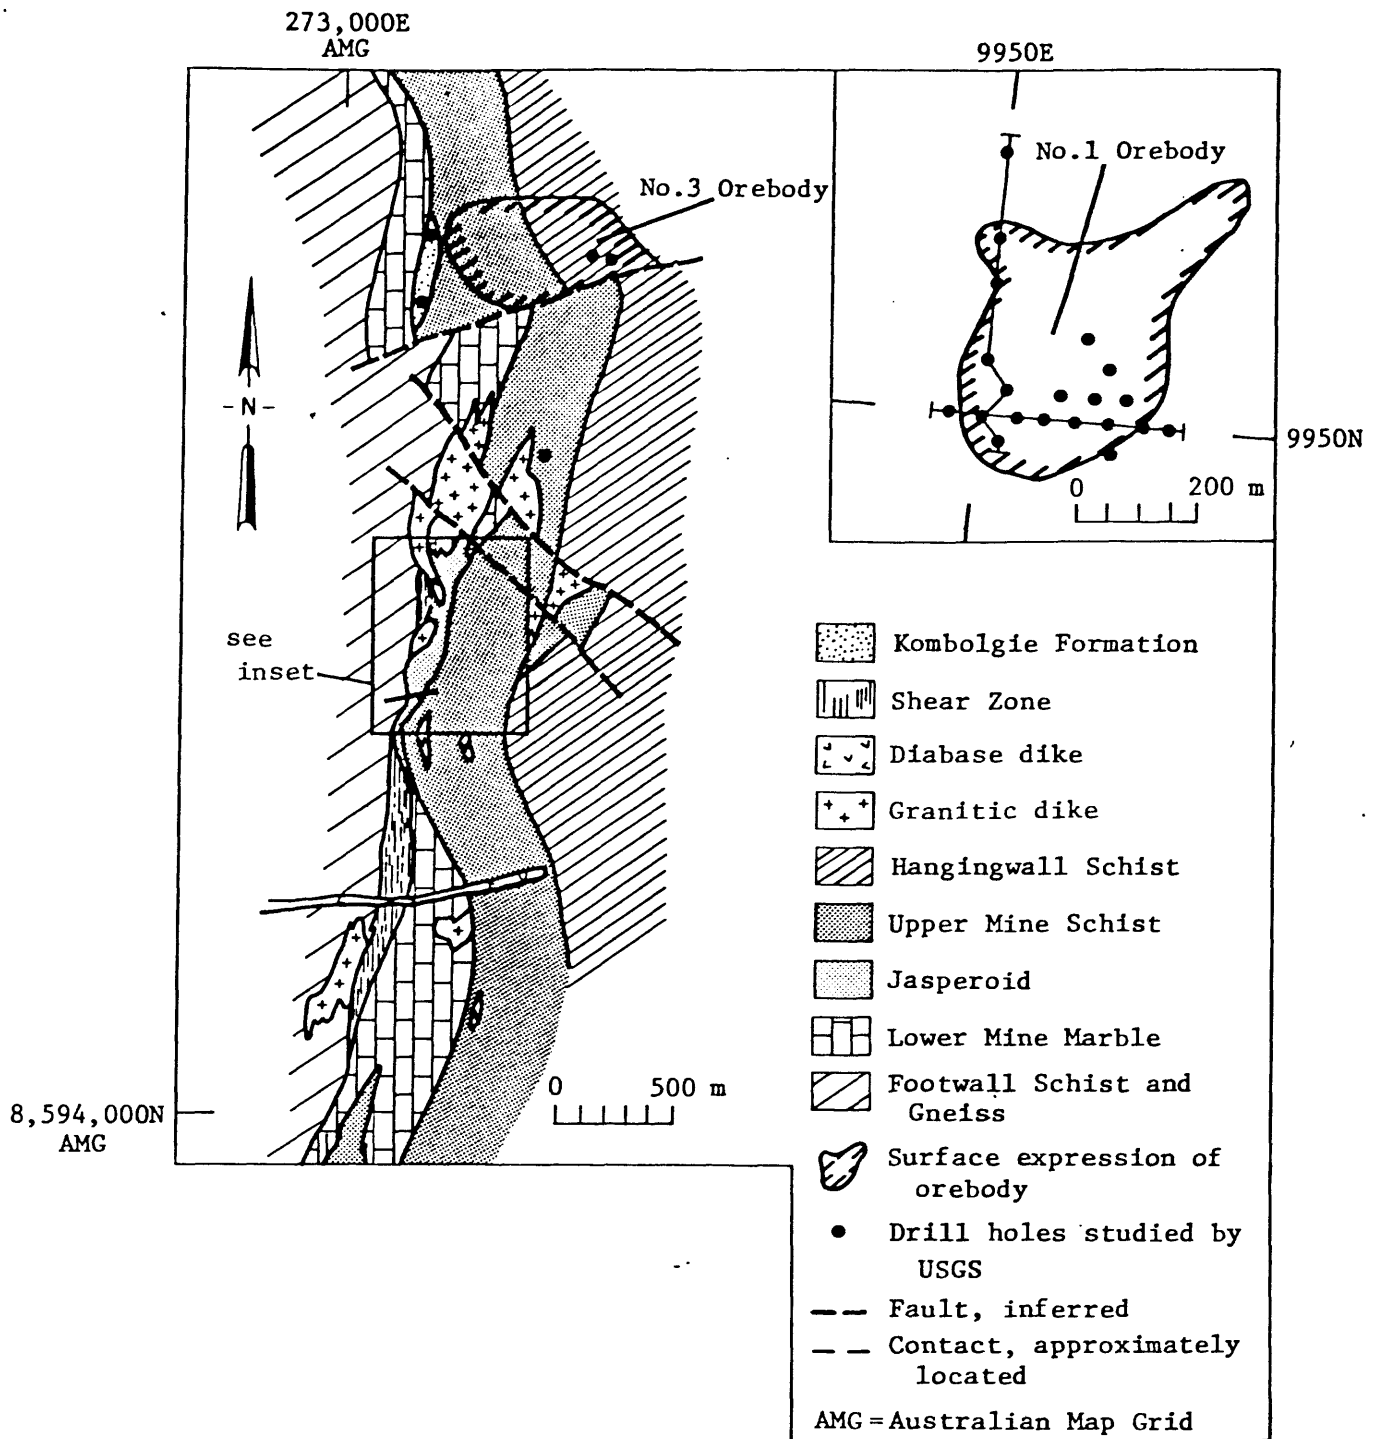 273,000E
AMG
9950E
No.1 Orebody
No.3 Orebody
-N-
9950N
0 200 m
see
inset
Kombolgie Formation
Shear Zone
Diabase dike
Granitic dike
Hangingwall Schist
Upper Mine Schist
Jasperoid
Lower Mine Marble
Footwall Schist and
Gneiss
0 500 m
8,594,000N
AMG
Surface expression of
orebody
Drill holes studied by
USGS
Fault, inferred
Contact, approximately
located
AMG = Australian Map Grid